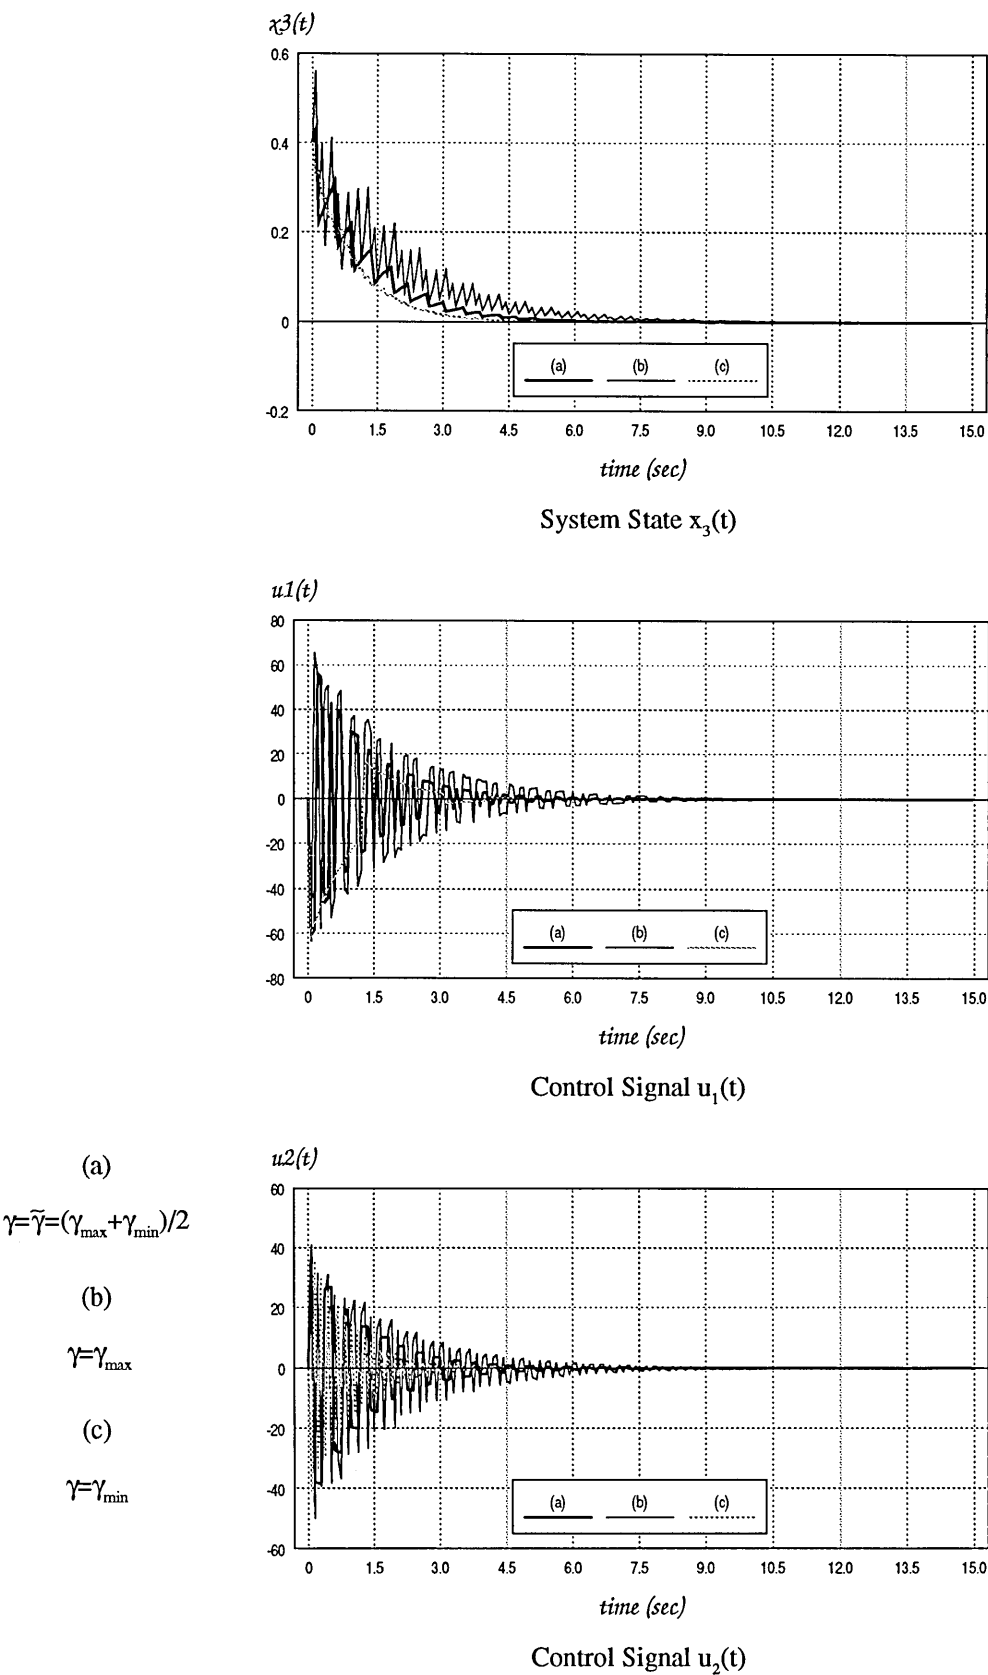 x3(t)
0.6
0.4
0.2
0
-0.2
(a) (b) (c)
0 1.5 3.0 4.5 6.0 7.5 9.0 10.5 12.0 13.5 15.0
time (sec)
System State x₃(t)
u1(t)
80
60
40
20
0
-20
-40
-60
-80
(a) (b) (c)
0 1.5 3.0 4.5 6.0 7.5 9.0 10.5 12.0 13.5 15.0
time (sec)
Control Signal u₁(t)
(a)
γ=γ̃=(γmax+γmin)/2
(b)
γ=γmax
(c)
γ=γmin
u2(t)
60
40
20
0
-20
-40
-60
(a) (b) (c)
0 1.5 3.0 4.5 6.0 7.5 9.0 10.5 12.0 13.5 15.0
time (sec)
Control Signal u₂(t)